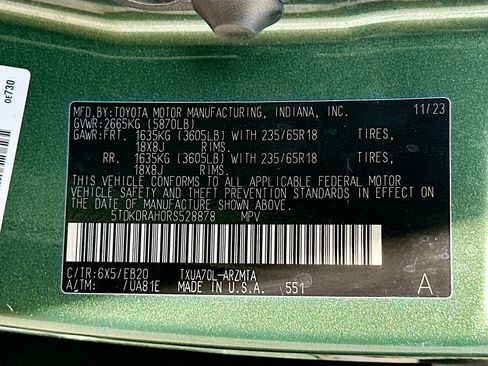 0E730
MFD.BY:TOYOTA MOTOR MANUFACTURING, INDIANA, INC. 11/23
GVWR:2665KG (5870LB)
GAWR:FRT. 1635KG (3605LB) WITH 235/65R18 TIRES,
18X8J RIMS.
RR. 1635KG (3605LB) WITH 235/65R18 TIRES,
18X8J RIMS.
THIS VEHICLE CONFORMS TO ALL APPLICABLE FEDERAL MOTOR
VEHICLE SAFETY AND THEFT PREVENTION STANDARDS IN EFFECT
ON THE DATE OF MANUFACTURE SHOWN ABOVE.
5TDKDRAH0RS528878 MPV
C/TR:6X5/EB20 TXUA70L-ARZMTA
A/TM: /UA81E MADE IN U.S.A. 551 A